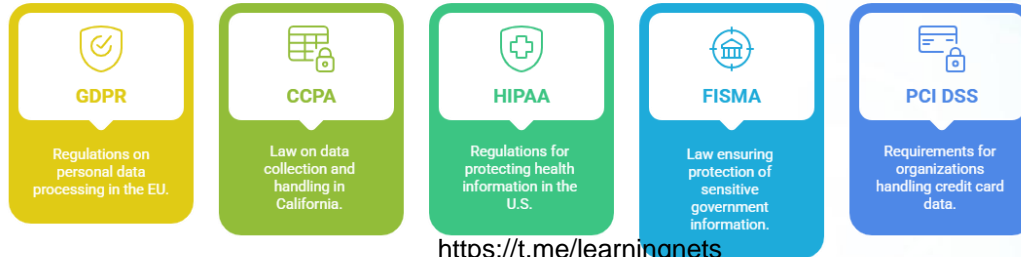 GDPR
Regulations on
personal data
processing in the EU.
CCPA
Law on data
collection and
handling in
California.
HIPAA
Regulations for
protecting health
information in the
U.S.
FISMA
Law ensuring
protection of
sensitive
government
information.
PCI DSS
Requirements for
organizations
handling credit card
data.
https://t.me/learningnets